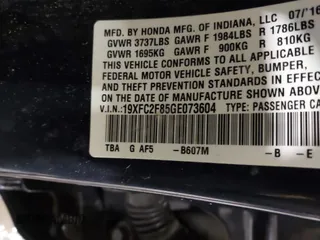 MFD. BY HONDA MFG. OF INDIANA, LLC 07/'16
GVWR 3737LBS GAWR F 1984LBS R 1786LBS
GVWR 1695KG GAWR F 900KG R 810KG
THIS VEHICLE CONFORMS TO ALL APPLICABLE
FEDERAL MOTOR VEHICLE SAFETY, BUMPER,
AND THEFT PREVENTION STANDARDS IN EFFECT
ON THE DATE OF MANUFACTURE SHOWN ABOVE.
V.I.N.:19XFC2F85GE073604 TYPE:PASSENGER CA
TBA G AF5 -B607M -B -E